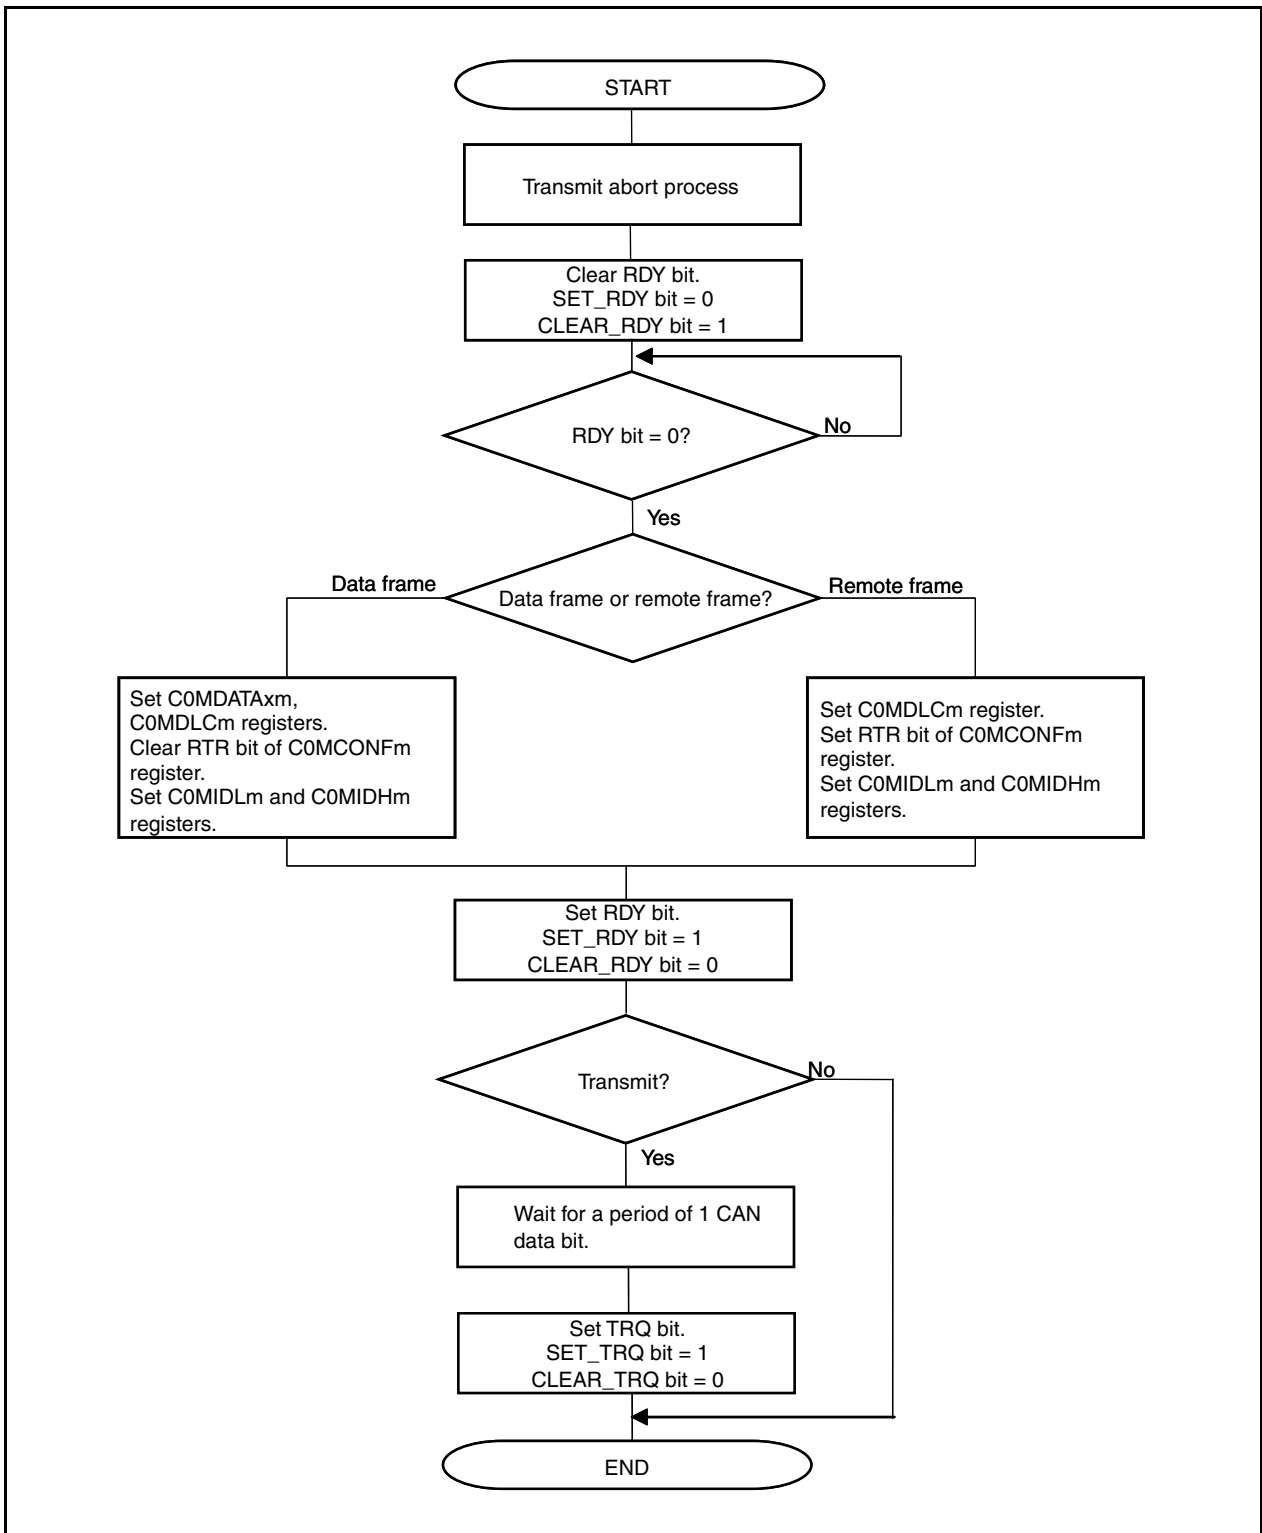 START
Transmit abort process
Clear RDY bit.
SET_RDY bit = 0
CLEAR_RDY bit = 1
RDY bit = 0?
No
Yes
Data frame
Data frame or remote frame?
Remote frame
Set C0MDATAxm,
C0MDLCm registers.
Clear RTR bit of C0MCONFm
register.
Set C0MIDLm and C0MIDHm
registers.
Set C0MDLCm register.
Set RTR bit of C0MCONFm
register.
Set C0MIDLm and C0MIDHm
registers.
Set RDY bit.
SET_RDY bit = 1
CLEAR_RDY bit = 0
Transmit?
No
Yes
Wait for a period of 1 CAN
data bit.
Set TRQ bit.
SET_TRQ bit = 1
CLEAR_TRQ bit = 0
END